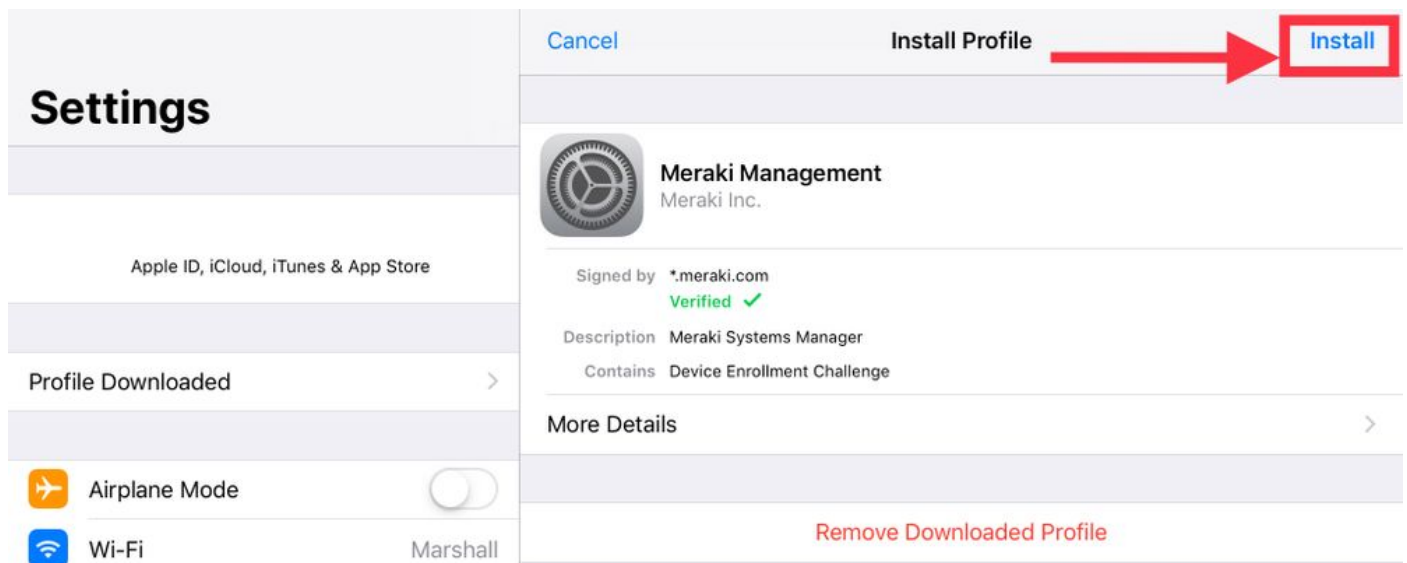 Settings
Apple ID, iCloud, iTunes & App Store
Profile Downloaded
Airplane Mode
Wi-Fi Marshall
Cancel Install Profile Install
Meraki Management
Meraki Inc.
Signed by *.meraki.com
Verified ✓
Description Meraki Systems Manager
Contains Device Enrollment Challenge
More Details
Remove Downloaded Profile